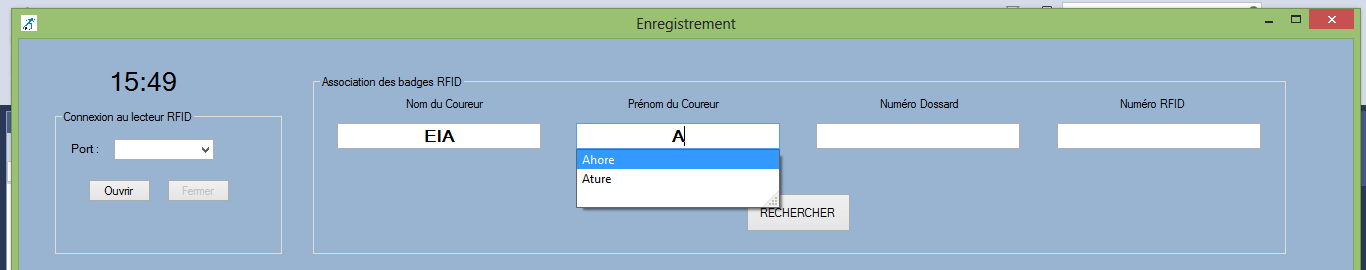 Enregistrement
15:49
Connexion au lecteur RFID
Port :
Ouvrir
Fermer
Association des badges RFID
Nom du Coureur
Prénom du Coureur
Numéro Dossard
Numéro RFID
EIA
A
Ahore
Ature
RECHERCHER